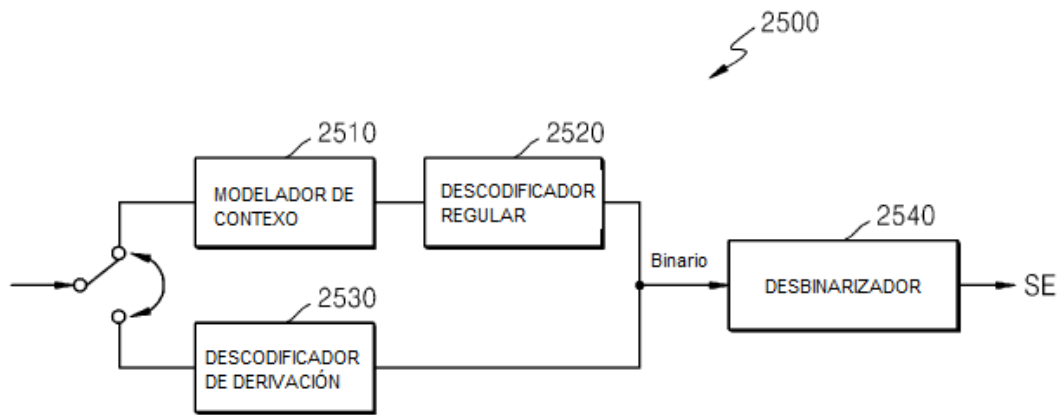 2500
2510
2520
MODELADOR DE
CONTEXO
DESCODIFICADOR
REGULAR
2540
Binario
DESBINARIZADOR
SE
2530
DESCODIFICADOR
DE DERIVACIÓN